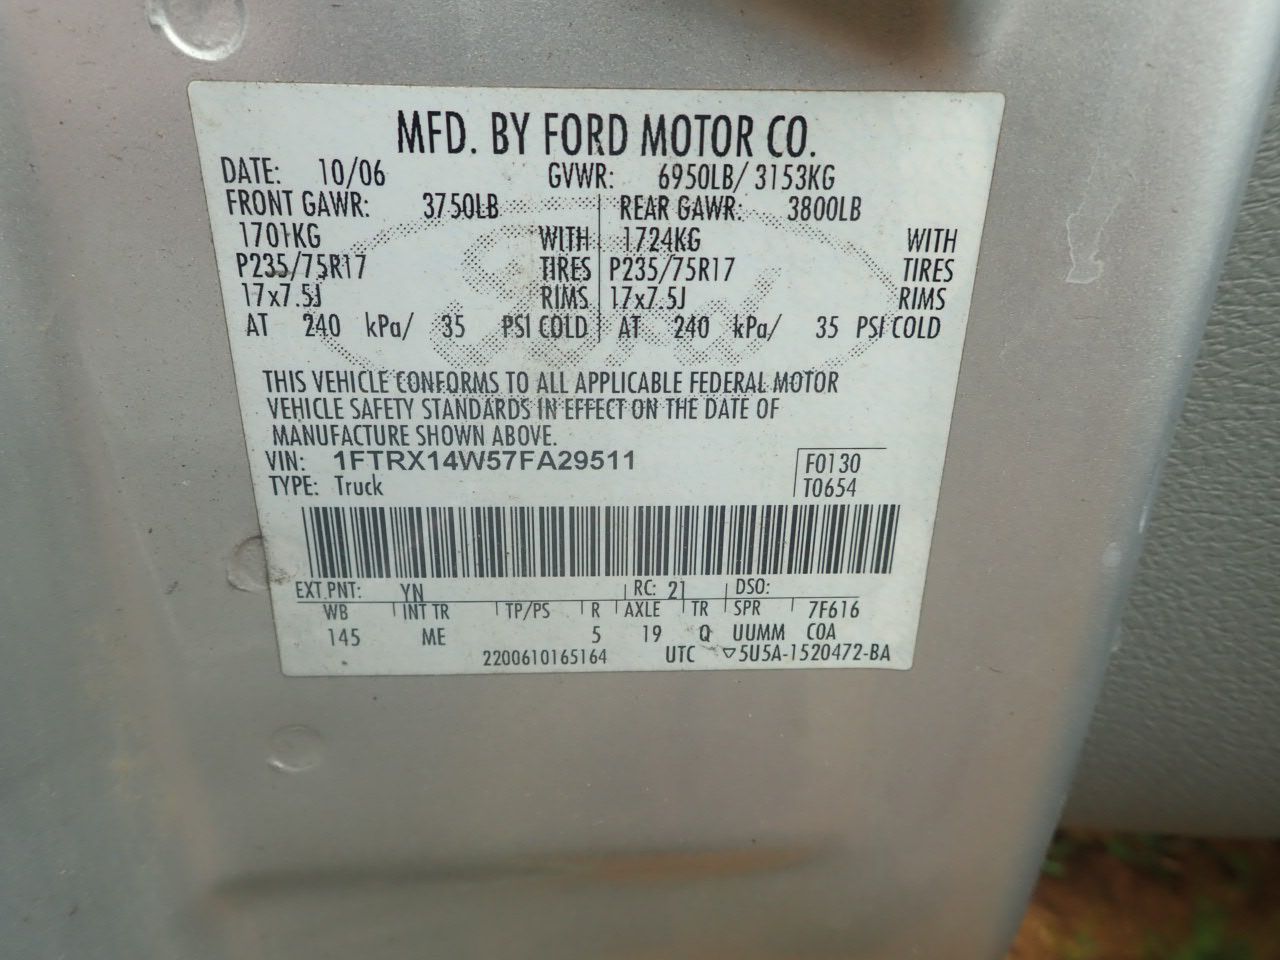 MFD. BY FORD MOTOR CO.
DATE: 10/06 GVWR: 6950LB/ 3153KG
FRONT GAWR: 3750LB REAR GAWR: 3800LB
1701KG WITH 1724KG WITH
P235/75R17 TIRES P235/75R17 TIRES
17x7.5J RIMS 17x7.5J RIMS
AT 240 kPa/ 35 PSI COLD AT 240 kPa/ 35 PSI COLD
THIS VEHICLE CONFORMS TO ALL APPLICABLE FEDERAL MOTOR
VEHICLE SAFETY STANDARDS IN EFFECT ON THE DATE OF
MANUFACTURE SHOWN ABOVE.
VIN: 1FTRX14W57FA29511 F0130
TYPE: Truck T0654
EXT PNT: YN RC: 21 DSO:
WB INT TR TP/PS R AXLE TR SPR 7F616
145 ME 5 19 Q UUMM COA
2200610165164 UTC ▽5U5A-1520472-BA